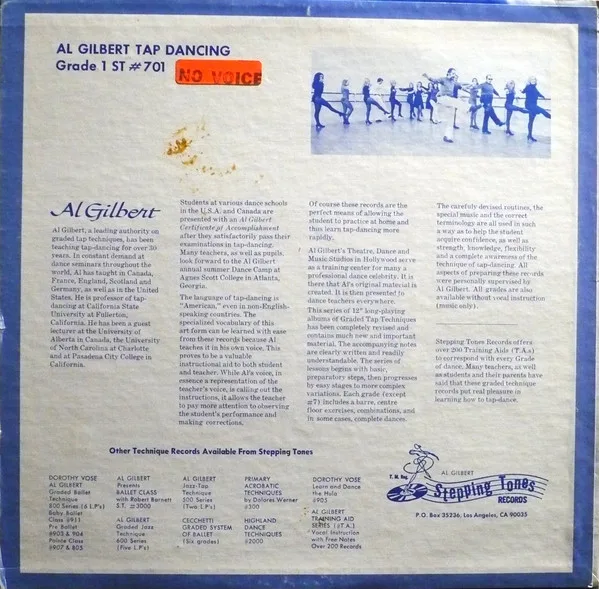 AL GILBERT TAP DANCING
Grade 1 ST #701
NO VOICE
Al Gilbert
Al Gilbert, a leading authority on
graded tap techniques, has been
teaching tap-dancing for over 30
years. In constant demand at
dance seminars throughout the
world, Al has taught in Canada,
France, England, Scotland and
Germany, as well as in the United
States. He is professor of tap-
dancing at California State
University at Fullerton,
California. He has been a guest
lecturer at the University of
Alberta in Canada, the University
of North Carolina at Charlotte
and at Pasadena City College in
California.
Students at various dance schools
in the U.S.A. and Canada are
presented with an Al Gilbert
Certificate of Accomplishment
after they satisfactorily pass their
examinations in tap-dancing.
Many teachers, as well as pupils,
look forward to the Al Gilbert
annual summer Dance Camp at
Agnes Scott College in Atlanta,
Georgia.
The language of tap-dancing is
"American," even in non-English-
speaking countries. The
specialized vocabulary of this
art form can be learned with ease
from these records because Al
teaches it in his own voice. This
proves to be a valuable
instructional aid to both student
and teacher. While Al's voice, in
essence a representation of the
teacher's voice, is calling out the
instructions, it allows the teacher
to pay more attention to observing
the student's performance and
making corrections.
Of course these records are the
perfect means of allowing the
student to practice at home and
thus learn tap-dancing more
rapidly.
Al Gilbert's Theatre, Dance and
Music Studios in Hollywood serve
as a training center for many a
professional dance celebrity. It is
there that Al's original material is
created. It is then presented to
dance teachers everywhere.
This series of 12" long-playing
albums of Graded Tap Techniques
has been completely revised and
contains much new and important
material. The accompanying notes
are clearly written and readily
understandable. The series of
lessons begins with basic,
preparatory steps, then progresses
by easy stages to more complex
variations. Each grade (except
#7) includes a barre, centre
floor exercises, combinations, and
in some cases, complete dances.
The carefuly devised routines, the
special music and the correct
terminology are all used in such
a way as to help the student
acquire confidence, as well as
strength, knowledge, flexibility
and a complete awareness of the
technique of tap-dancing. All
aspects of preparing these records
were personally supervised by
Al Gilbert. All grades are also
available without vocal instruction
(music only).
Stepping Tones Records offers
over 200 Training Aids (T.A.s)
to correspond with every Grade
of dance. Many teachers, as well
as students and their parents have
said that these graded technique
records put real pleasure in
learning how to tap-dance.
Other Technique Records Available From Stepping Tones
DOROTHY VOSE
AL GILBERT
Graded Ballet
Technique
800 Series (6 L.P's)
Baby Ballet
Class #911
Pre Ballet
#903 & 904
Pointe Class
#807 & 805
AL GILBERT
Presents
BALLET CLASS
with Robert Barnett
S.T. #3000
AL GILBERT
Graded Jazz
600 Series
(Five L.P's)
AL GILBERT
Jazz-Tap
Technique
500 Series
(Two L.P's)
CECCHETTI
GRADED SYSTEM
OF BALLET
(Six grades)
PRIMARY
ACROBATIC
TECHNIQUES
by Dolores Werner
#300
HIGHLAND
DANCE
TECHNIQUES
#2000
DOROTHY VOSE
Learn and Dance
the Hula
#905
AL GILBERT
TRAINING AID
SERIES (T.A.)
Vocal Instruction
with Free Notes
Over 200 Records
T.M. Reg.
AL GILBERT
Stepping Tones
RECORDS
P.O. Box 35236, Los Angeles, CA 90035